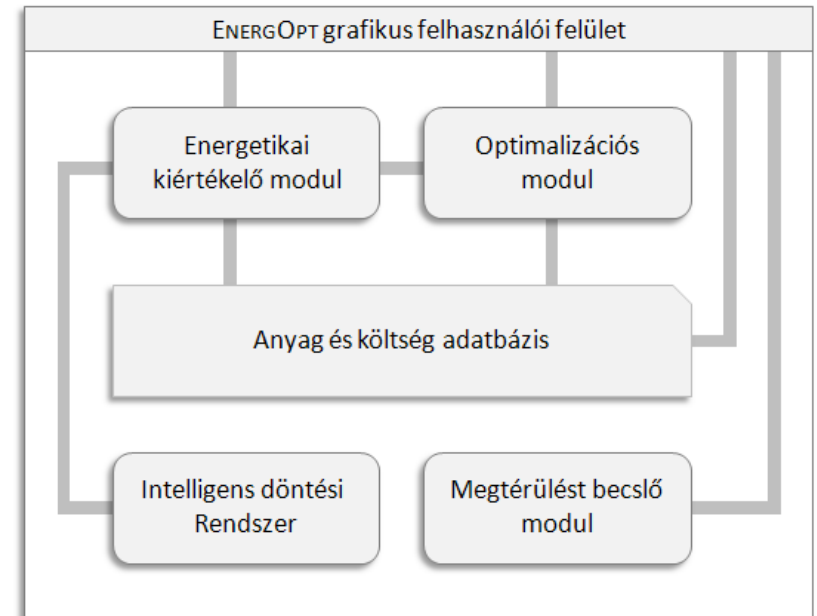 ENERGOPT grafikus felhasználói felület
Energetikai
kiértékelő modul
Optimalizációs
modul
Anyag és költség adatbázis
Intelligens döntési
Rendszer
Megtérülést becslő
modul